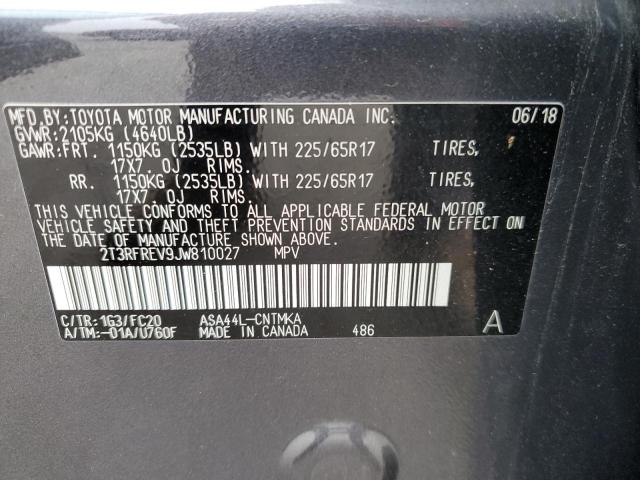 MFD.BY:TOYOTA MOTOR MANUFACTURING CANADA INC. 06/18
GVWR:2105KG (4640LB)
GAWR:FRT. 1150KG (2535LB) WITH 225/65R17 TIRES,
17X7 OJ RIMS.
RR. 1150KG (2535LB) WITH 225/65R17 TIRES,
17X7 OJ RIMS.
THIS VEHICLE CONFORMS TO ALL APPLICABLE FEDERAL MOTOR
VEHICLE SAFETY AND THEFT PREVENTION STANDARDS IN EFFECT ON
THE DATE OF MANUFACTURE SHOWN ABOVE.
2T3RFREV9JW810027 MPV
C/TR:1G3/FC20 ASA44L-CNTMKA
A/TM:-01A/U760F MADE IN CANADA 486 A